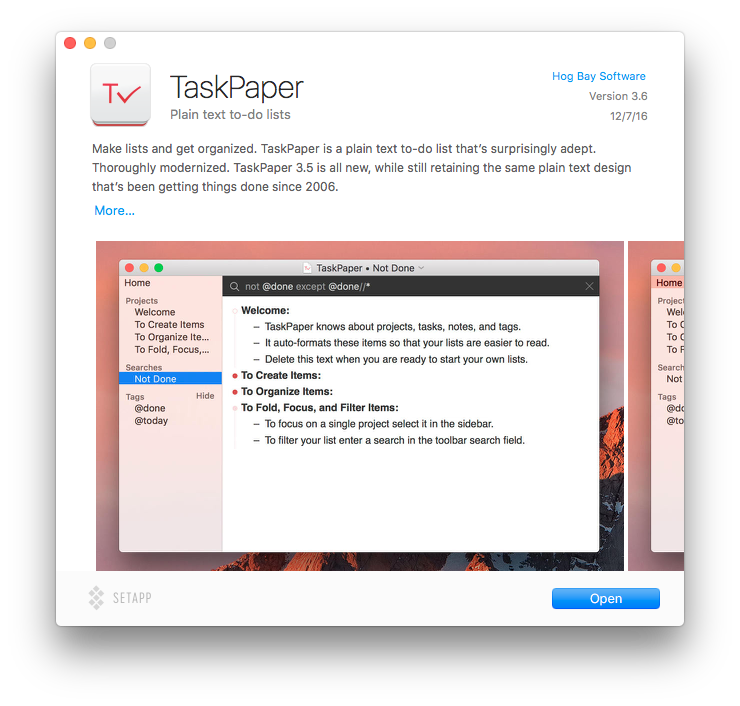 TaskPaper
Plain text to-do lists
Hog Bay Software
Version 3.6
12/7/16
Make lists and get organized. TaskPaper is a plain text to-do list that's surprisingly adept.
Thoroughly modernized. TaskPaper 3.5 is all new, while still retaining the same plain text design
that's been getting things done since 2006.
More...
TaskPaper • Not Done
Home
Projects
Welcome
To Create Items
To Organize Ite...
To Fold, Focus,...
Searches
Not Done
Tags
Hide
@done
@today
not @done except @done//*
Welcome:
– TaskPaper knows about projects, tasks, notes, and tags.
– It auto-formats these items so that your lists are easier to read.
– Delete this text when you are ready to start your own lists.
To Create Items:
To Organize Items:
To Fold, Focus, and Filter Items:
– To focus on a single project select it in the sidebar.
– To filter your list enter a search in the toolbar search field.
Home
Project
Welc
To C
To O
To F
Search
Not
Tags
@do
@to
SETAPP
Open